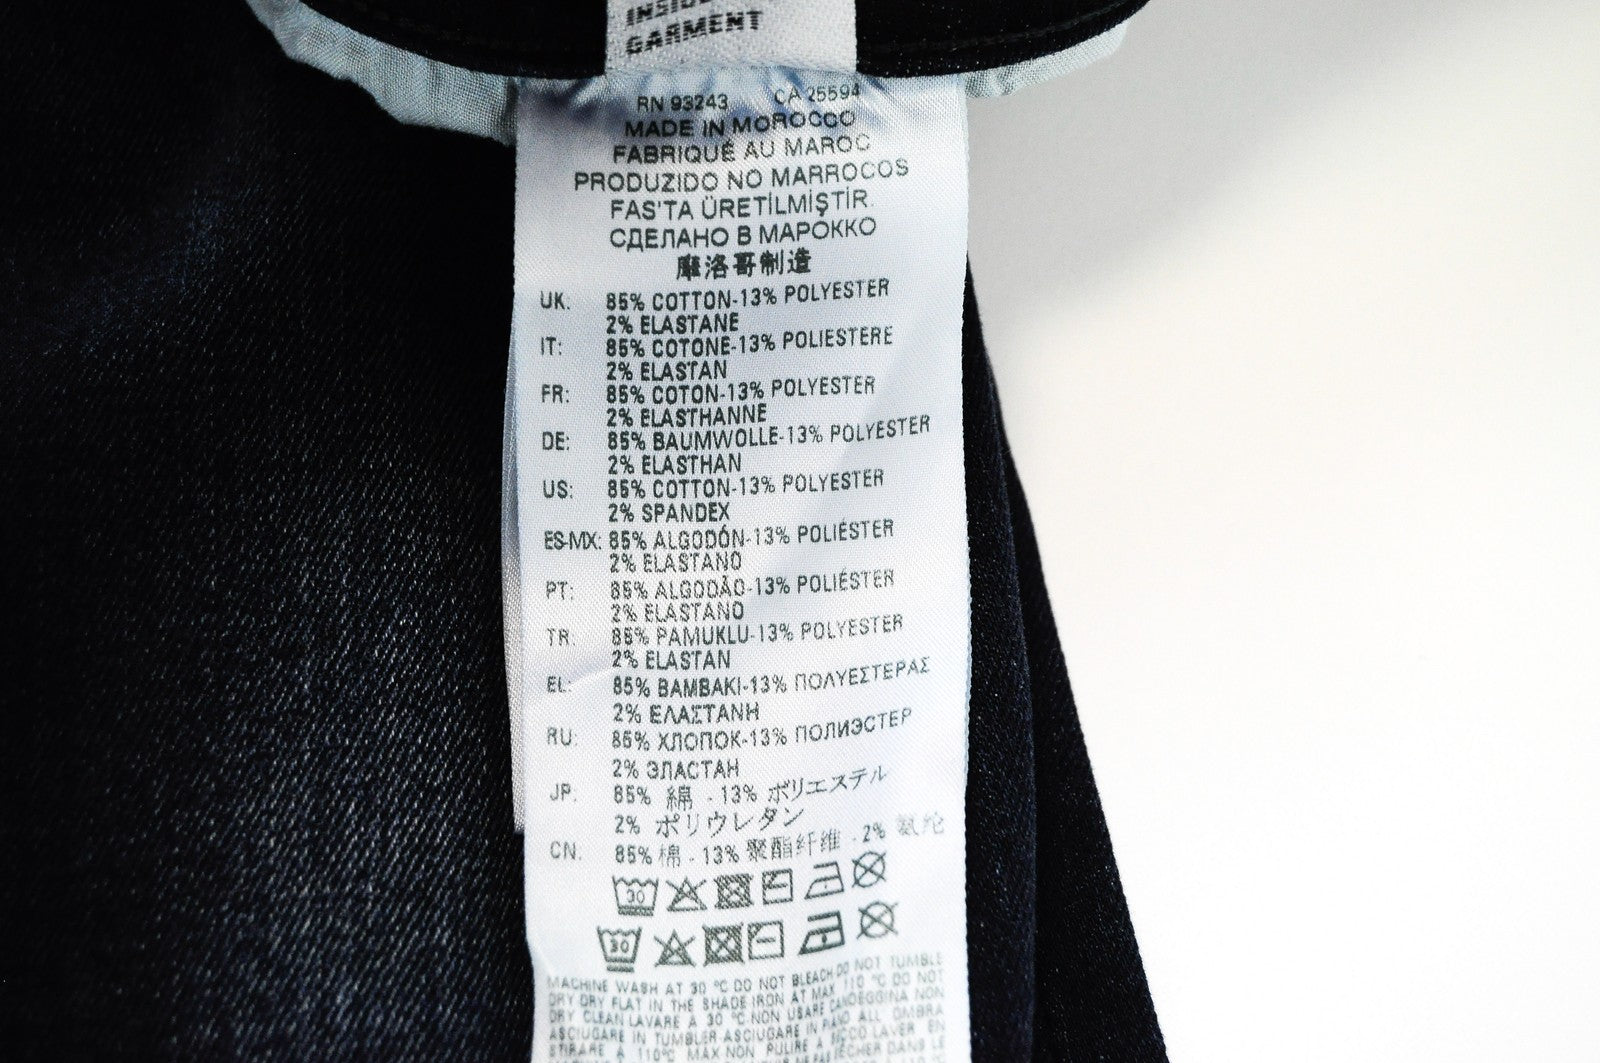 INSIDE
GARMENT
RN 93243 CA 25594
MADE IN MOROCCO
FABRIQUÉ AU MAROC
PRODUZIDO NO MARROCOS
FAS'TA ÜRETİLMİŞTİR.
СДЕЛАНО В МАРОККО
摩洛哥制造
UK: 85% COTTON-13% POLYESTER
2% ELASTANE
IT: 85% COTONE-13% POLIESTERE
2% ELASTAN
FR: 85% COTON-13% POLYESTER
2% ELASTHANNE
DE: 85% BAUMWOLLE-13% POLYESTER
2% ELASTHAN
US: 85% COTTON-13% POLYESTER
2% SPANDEX
ES-MX: 85% ALGODÓN-13% POLIÉSTER
2% ELASTANO
PT: 85% ALGODÃO-13% POLIÉSTER
2% ELASTANO
TR: 85% PAMUKLU-13% POLYESTER
2% ELASTAN
EL: 85% ΒΑΜΒΑΚΙ-13% ΠΟΛΥΕΣΤΕΡΑΣ
2% ΕΛΑΣΤΑΝΗ
RU: 85% ХЛОПОК-13% ПОЛИЭСТЕР
2% ЭЛАСТАН
JP: 85% 綿 - 13% ポリエステル
2% ポリウレタン
CN: 85% 棉 - 13% 聚酯纤维 - 2% 氨纶
30
30
MACHINE WASH AT 30 °C DO NOT BLEACH DO NOT TUMBLE
DRY DRY FLAT IN THE SHADE IRON AT MAX 110 °C DO NOT
DRY CLEAN LAVARE A 30 °C NON USARE CANDEGGINA NON
ASCIUGARE IN TUMBLER ASCIUGARE IN PIANO ALL' OMBRA
STIRARE A 110°C MAX NON PULIRE A SECCO LAVER EN